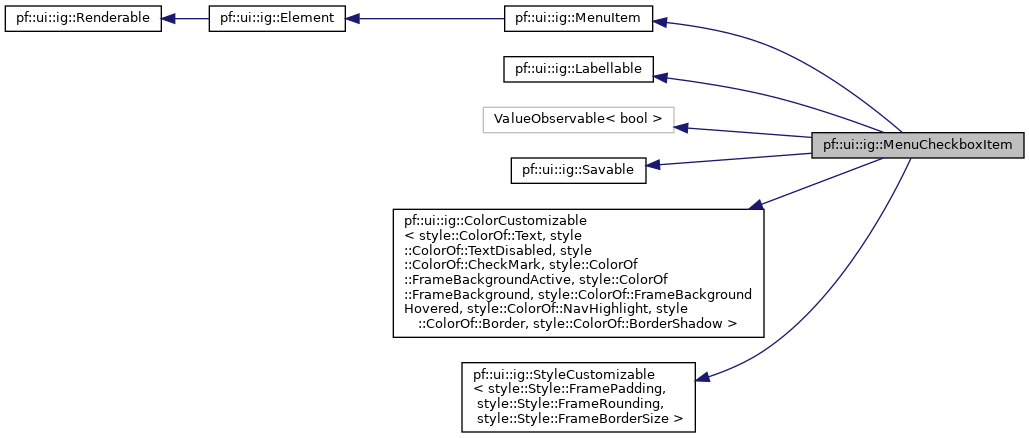 pf::ui::ig::Renderable
pf::ui::ig::Element
pf::ui::ig::MenuItem
pf::ui::ig::Labellable
ValueObservable< bool >
pf::ui::ig::MenuCheckboxItem
pf::ui::ig::Savable
pf::ui::ig::ColorCustomizable
< style::ColorOf::Text, style
::ColorOf::TextDisabled, style
::ColorOf::CheckMark, style::ColorOf
::FrameBackgroundActive, style::ColorOf
::FrameBackground, style::ColorOf::FrameBackground
Hovered, style::ColorOf::NavHighlight, style
::ColorOf::Border, style::ColorOf::BorderShadow >
pf::ui::ig::StyleCustomizable
< style::Style::FramePadding,
style::Style::FrameRounding,
style::Style::FrameBorderSize >